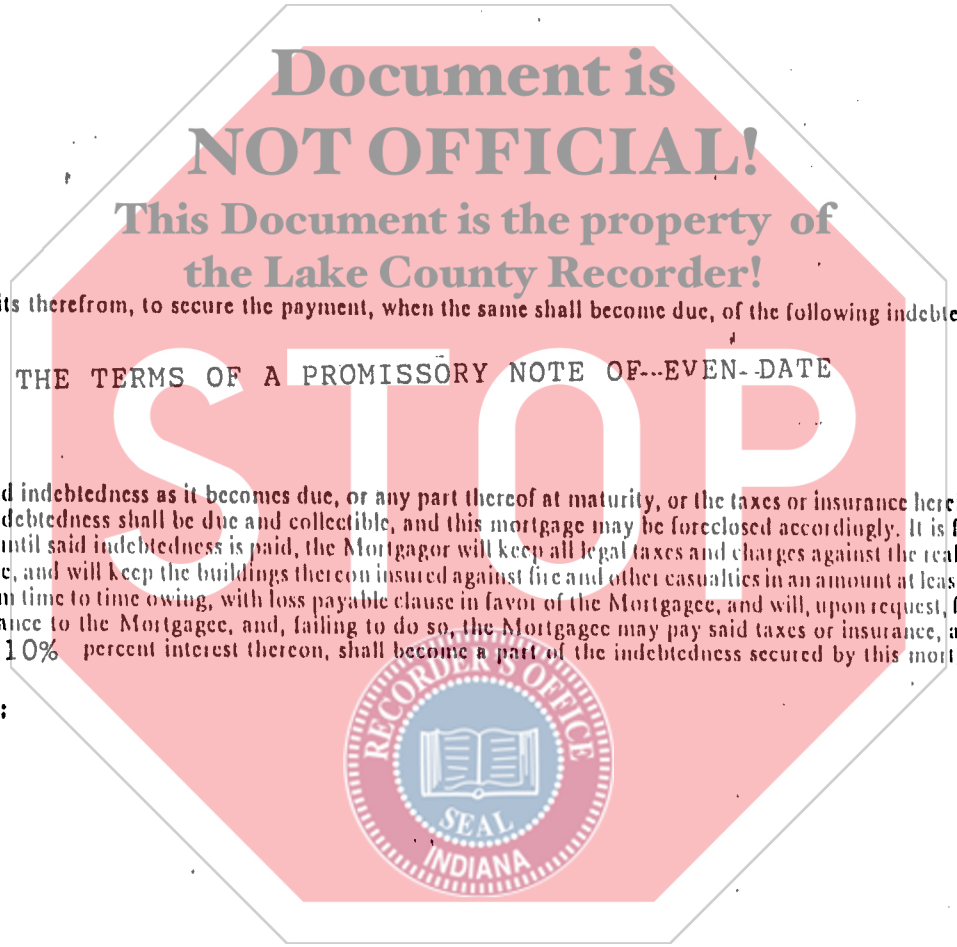 Document is
NOT OFFICIAL!
This Document is the property of
the Lake County Recorder!
its therefrom, to secure the payment, when the same shall become due, of the following indebte
THE TERMS OF A PROMISSORY NOTE OF EVEN DATE
STOP
d indebtedness as it becomes due, or any part thereof at maturity, or the taxes or insurance here
debtedness shall be due and collectible, and this mortgage may be foreclosed accordingly. It is f
until said indebtedness is paid, the Mortgagor will keep all legal taxes and charges against the real
e, and will keep the buildings thereon insured against fire and other casualties in an amount at leas
m time to time owing, with loss payable clause in favor of the Mortgagee, and will, upon request, f
ance to the Mortgagee, and, failing to do so, the Mortgagee may pay said taxes or insurance, a
10% percent interest thereon, shall become a part of the indebtedness secured by this mort
:
RECORDER'S OFFICE
SEAL
INDIANA